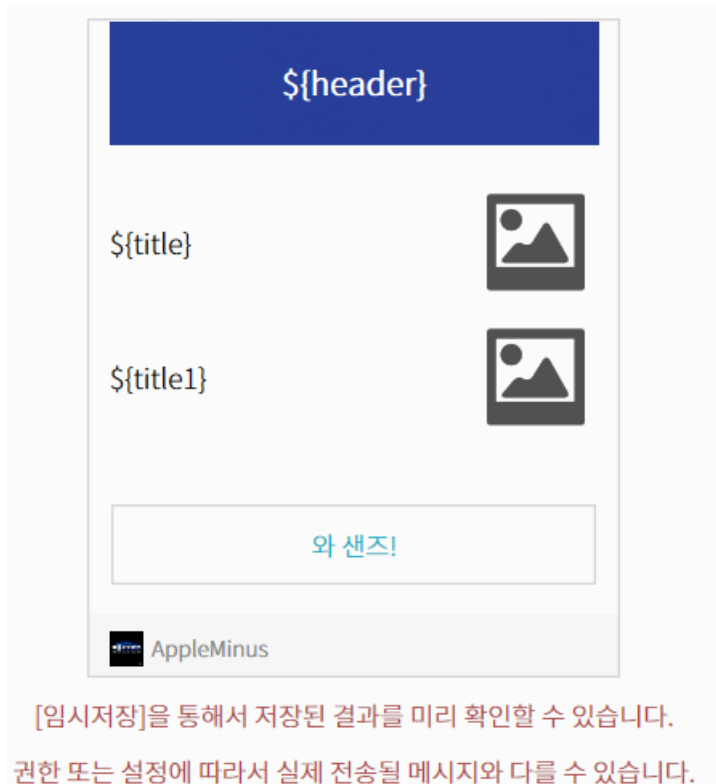 ${header}
${title}
${title1}
와 샌즈!
AppleMinus
[임시저장]을 통해서 저장된 결과를 미리 확인할 수 있습니다.
권한 또는 설정에 따라서 실제 전송될 메시지와 다를 수 있습니다.